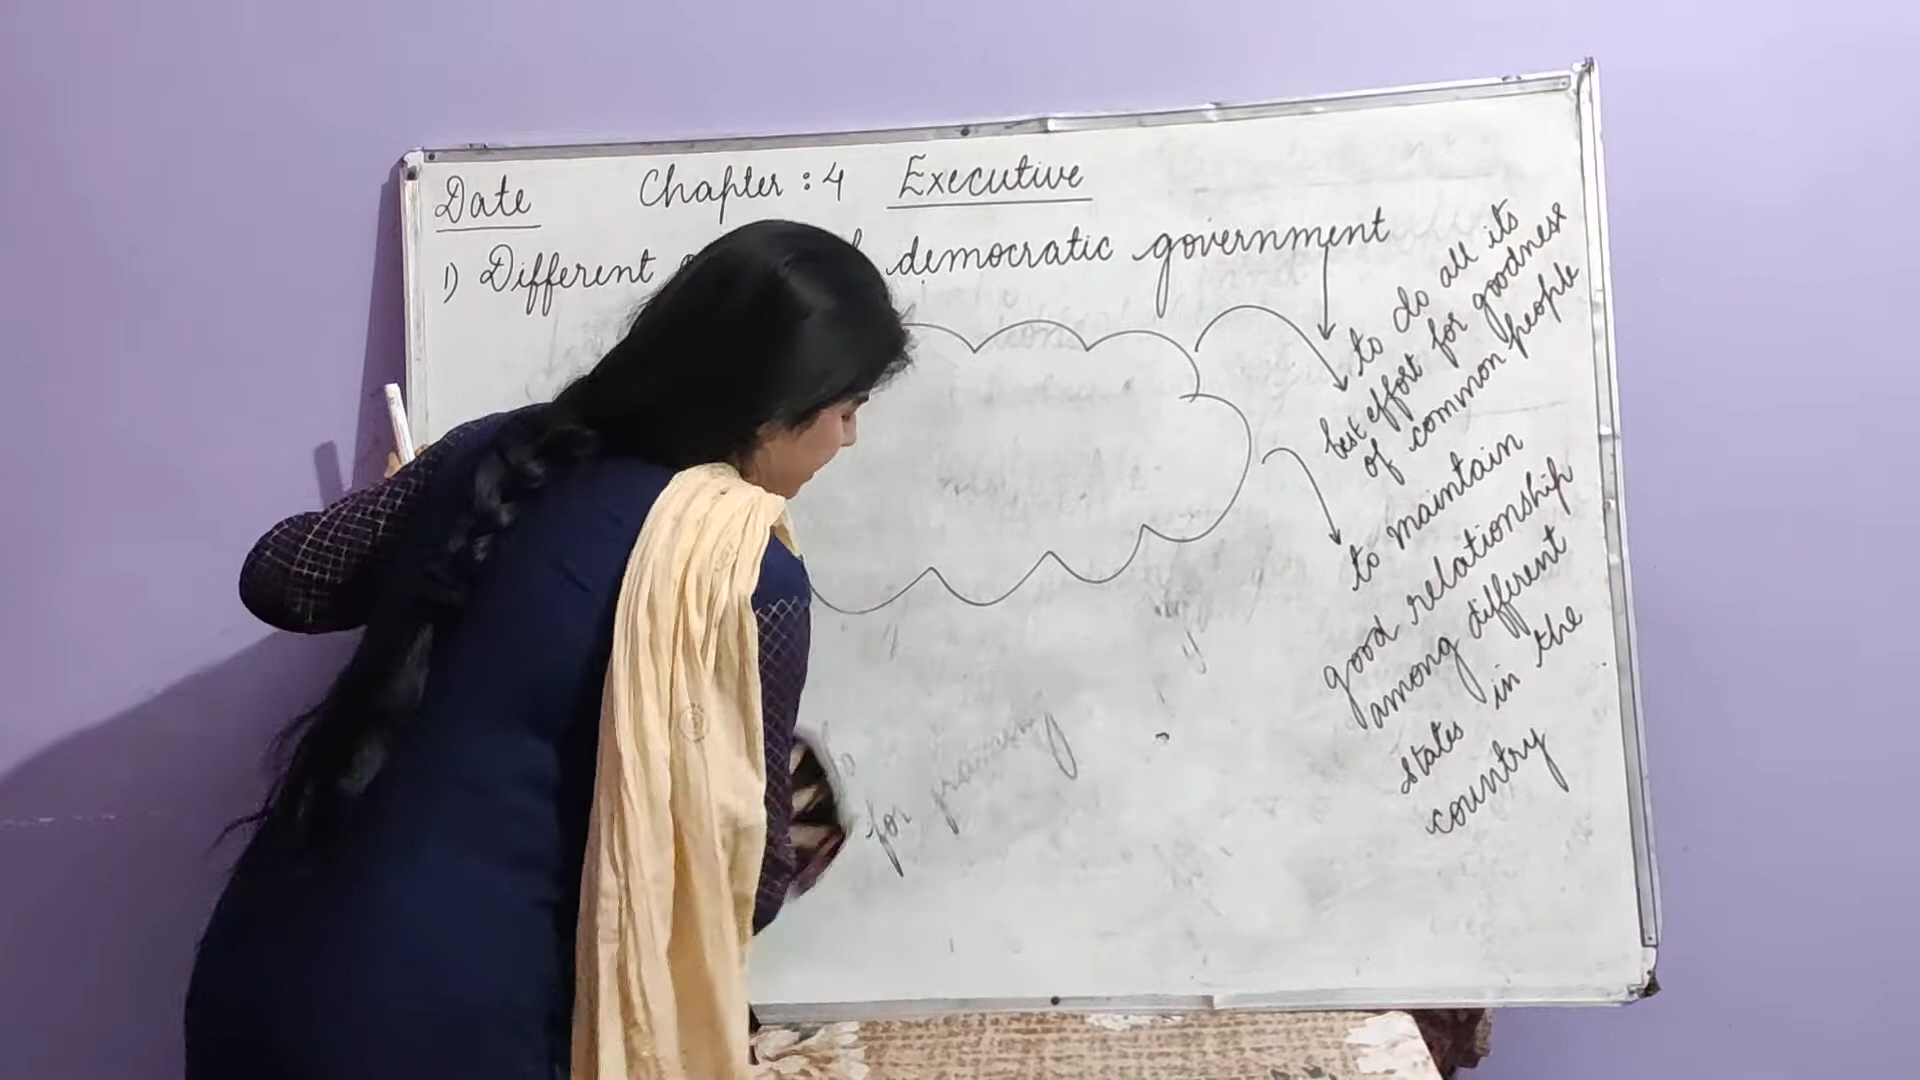 Date Chapter : 4 Executive
1) Different democratic government
to do all its
best effort for goodness
of common people
to maintain
good relationship
among different
states in the
country
for framing